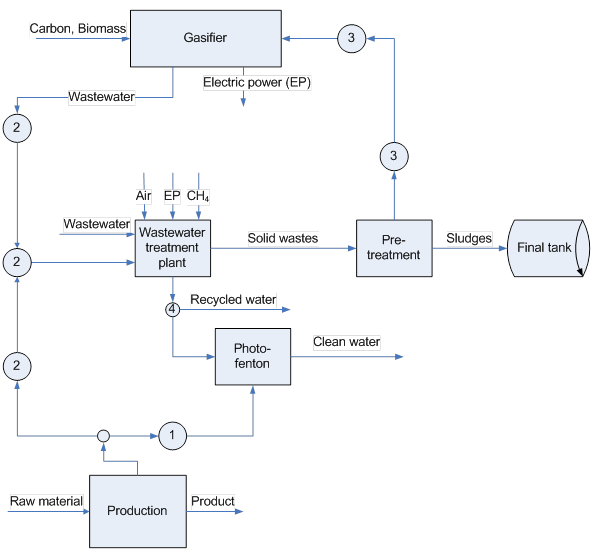 Carbon, Biomass
Gasifier
3
Electric power (EP)
Wastewater
2
3
Air
EP
CH₄
Wastewater
Wastewater
treatment
plant
Solid wastes
Pre-
treatment
Sludges
Final tank
2
Recycled water
4
Photo-
fenton
Clean water
2
1
Raw material
Production
Product